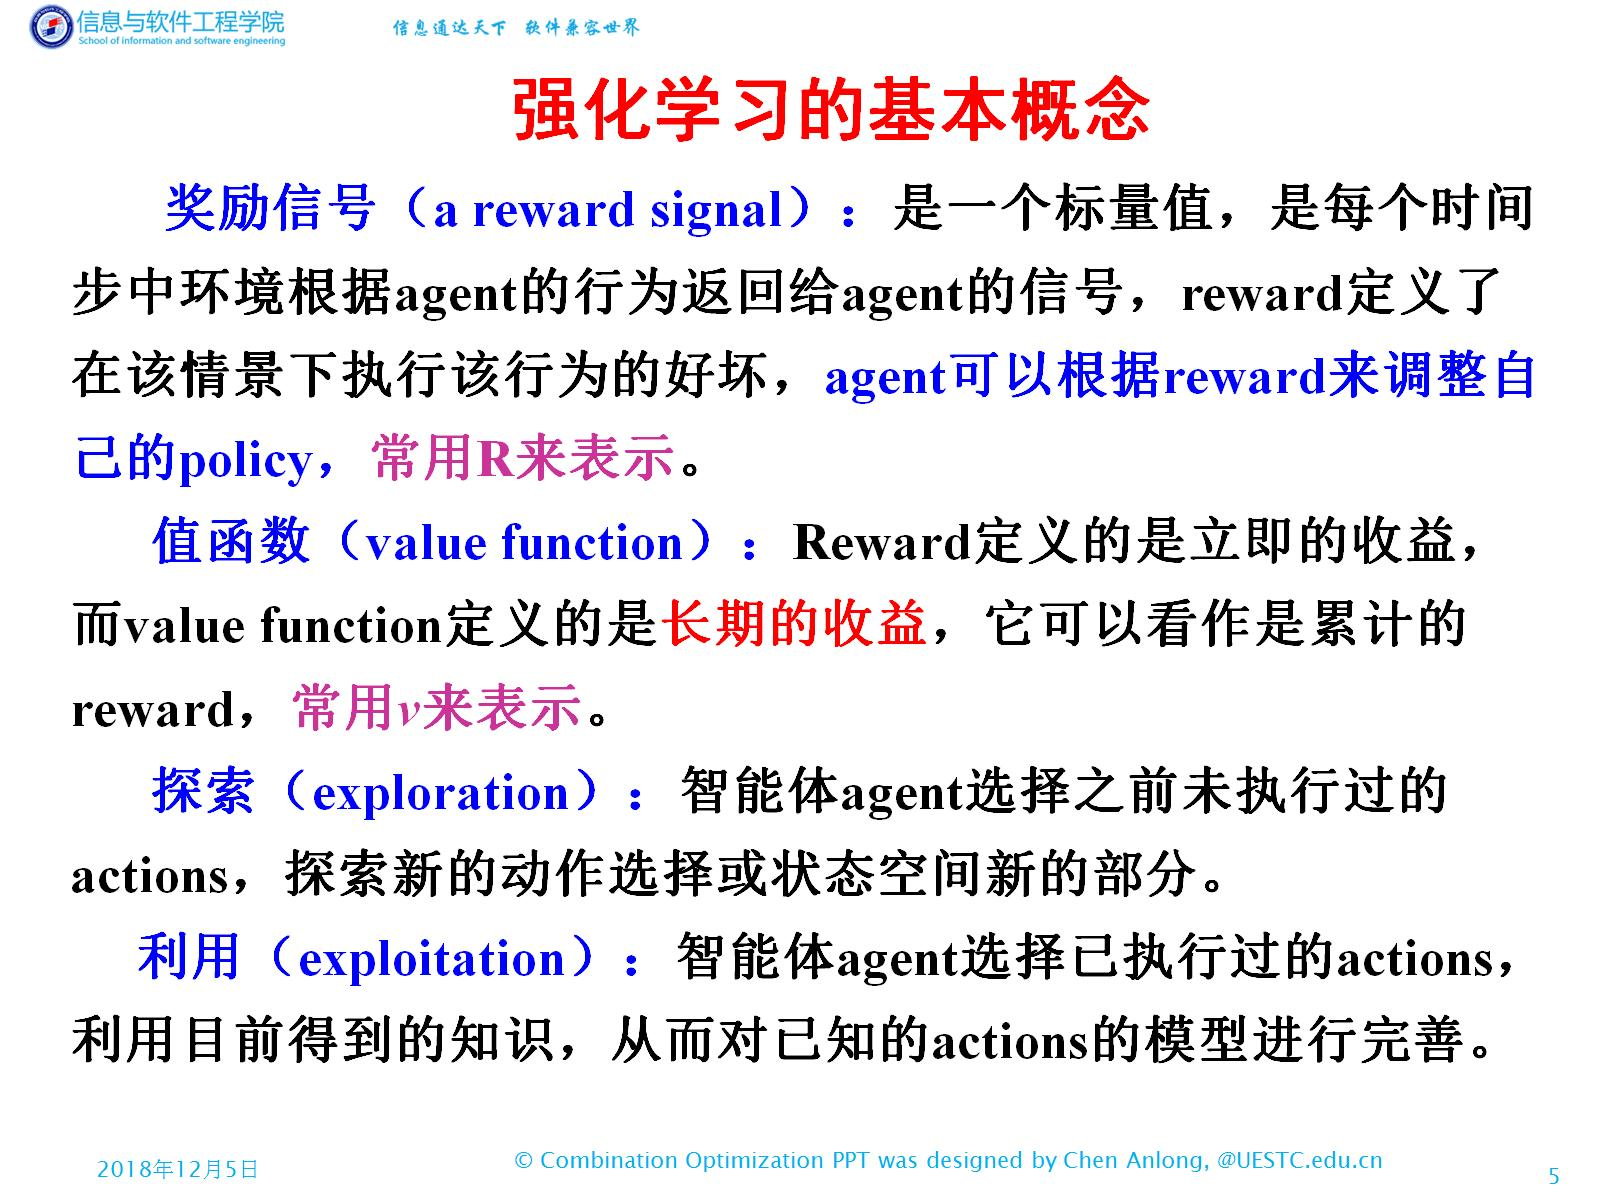 信息与软件工程学院
School of information and software engineering
信息通达天下 软件兼容世界
强化学习的基本概念
奖励信号（a reward signal）：是一个标量值，是每个时间
步中环境根据agent的行为返回给agent的信号，reward定义了
在该情景下执行该行为的好坏，agent可以根据reward来调整自
己的policy，常用R来表示。
值函数（value function）：Reward定义的是立即的收益，
而value function定义的是长期的收益，它可以看作是累计的
reward，常用v来表示。
探索（exploration）：智能体agent选择之前未执行过的
actions，探索新的动作选择或状态空间新的部分。
利用（exploitation）：智能体agent选择已执行过的actions，
利用目前得到的知识，从而对已知的actions的模型进行完善。
2018年12月5日
© Combination Optimization PPT was designed by Chen Anlong, @UESTC.edu.cn
5